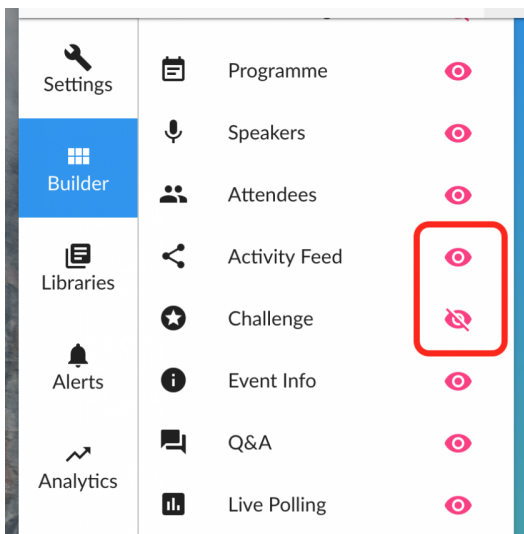 Settings
Builder
Libraries
Alerts
Analytics
Programme
Speakers
Attendees
Activity Feed
Challenge
Event Info
Q&A
Live Polling